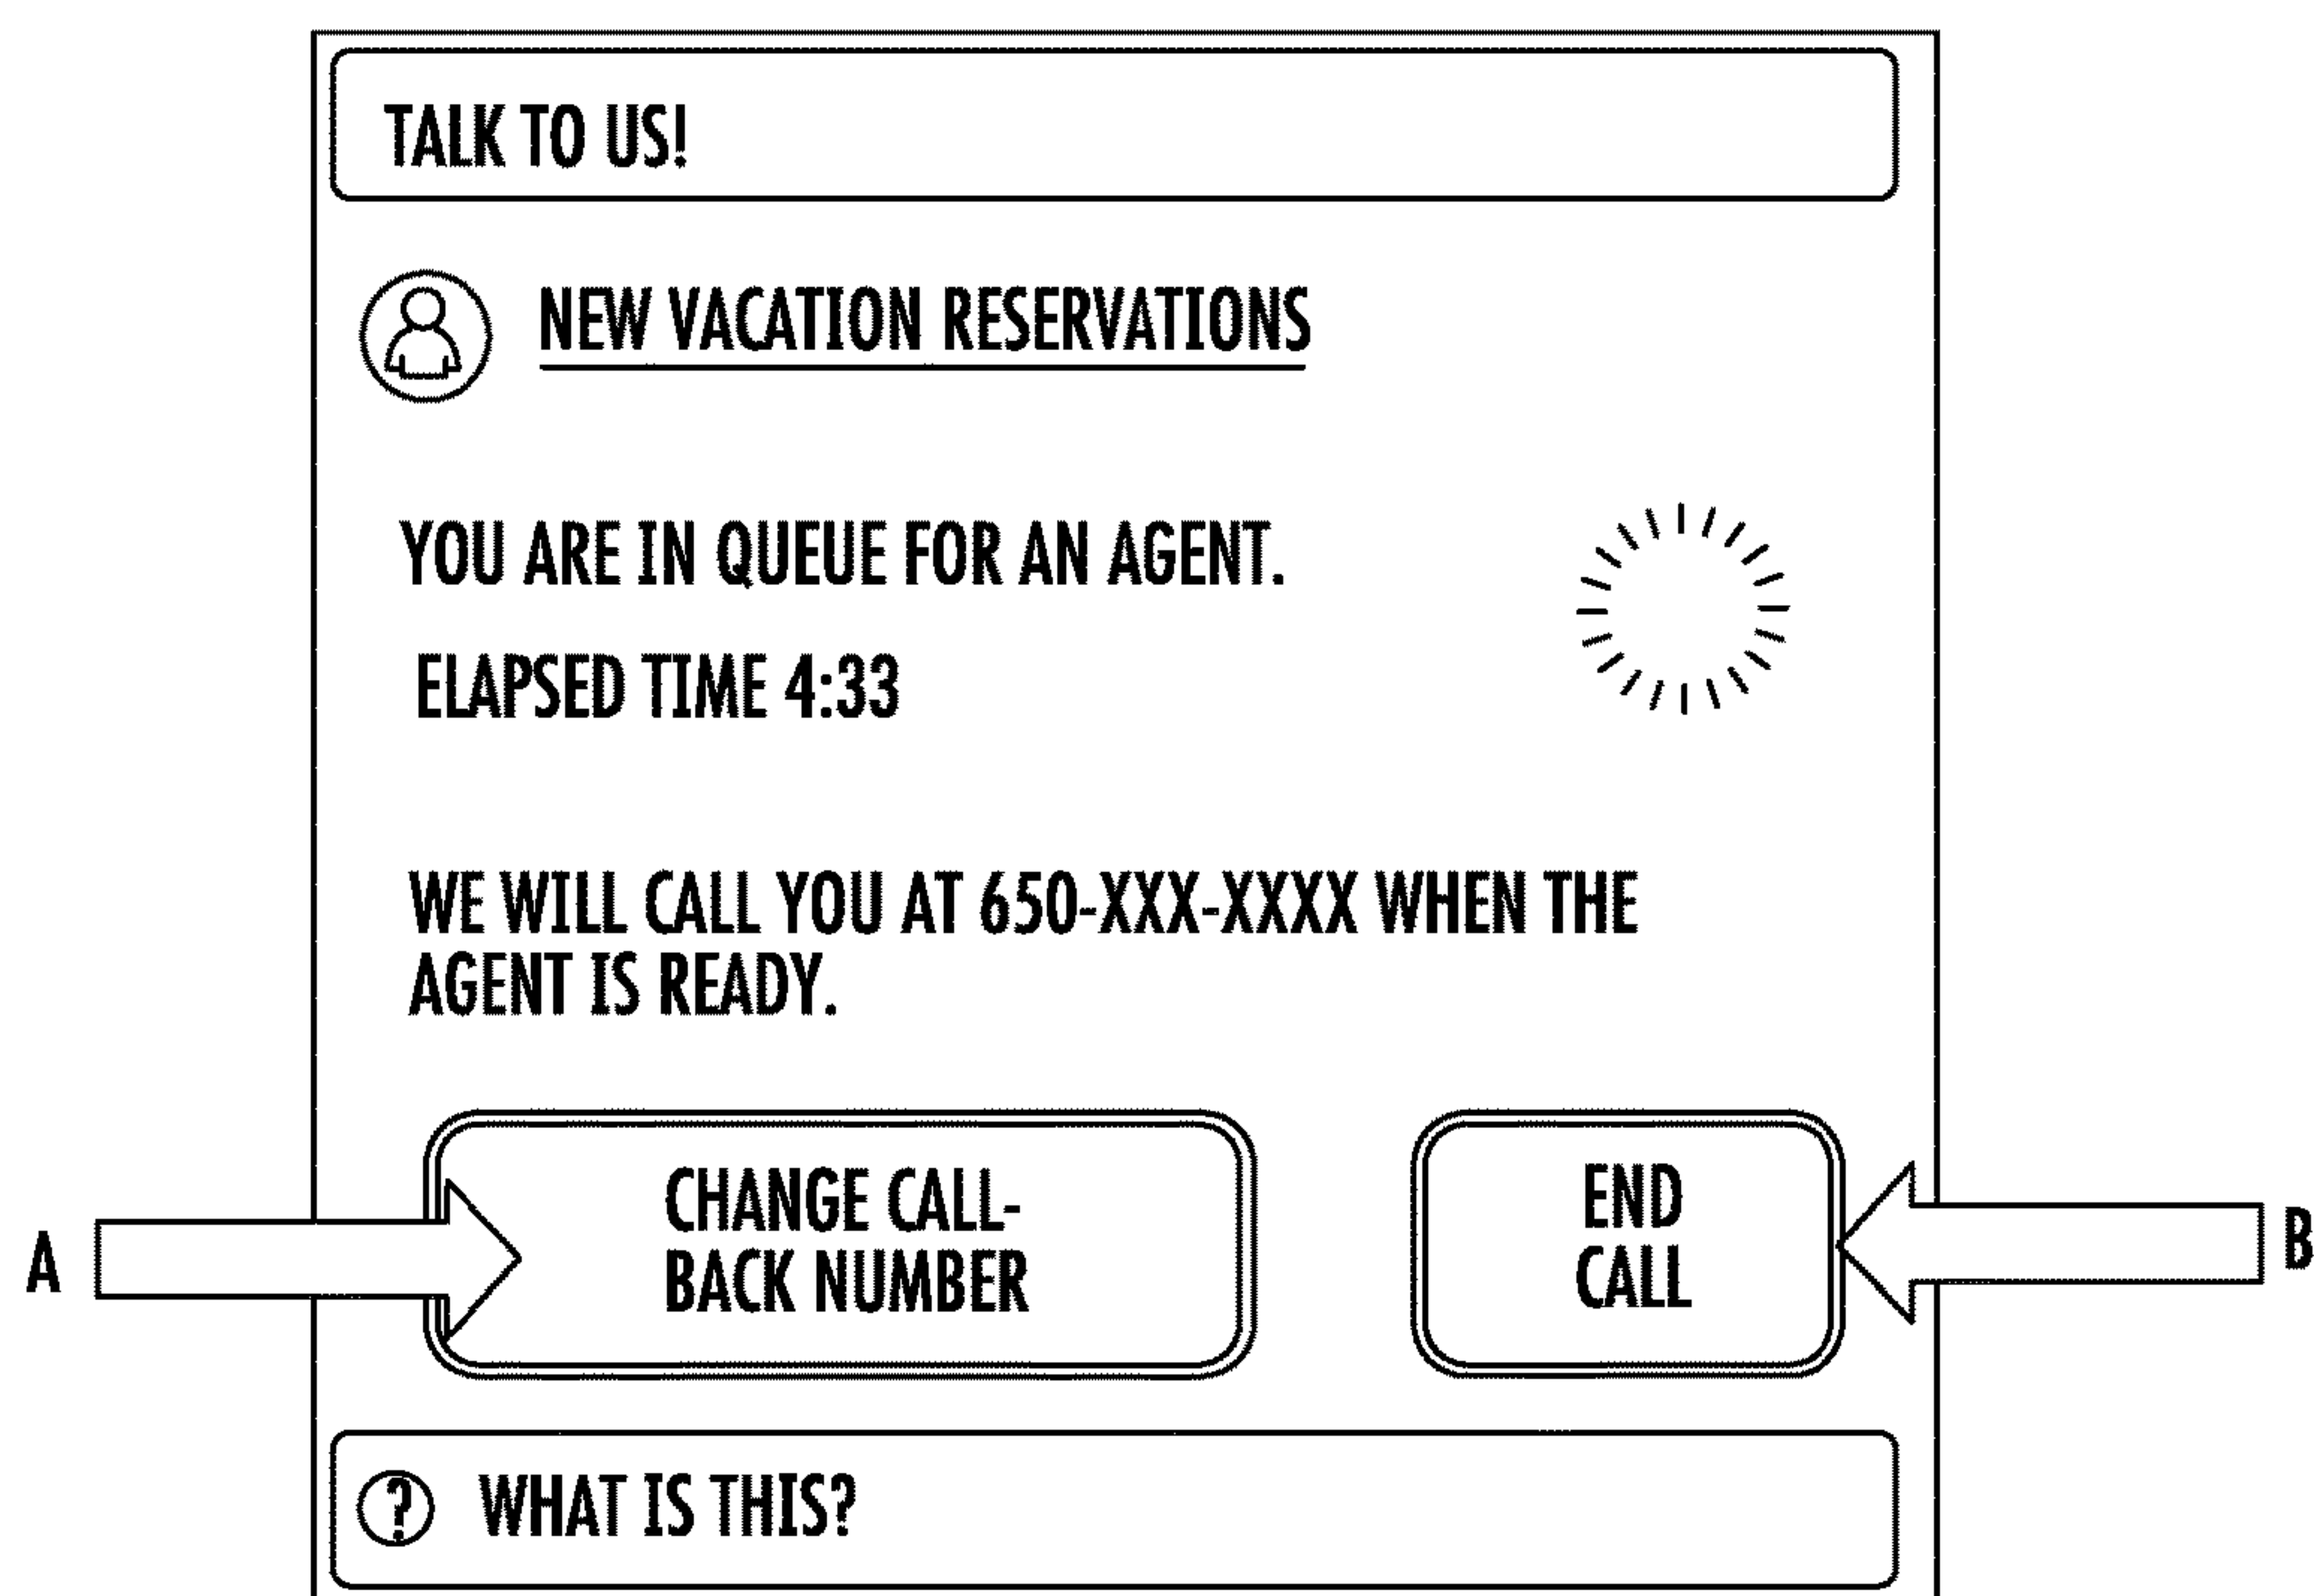 TALK TO US!
NEW VACATION RESERVATIONS
YOU ARE IN QUEUE FOR AN AGENT.
ELAPSED TIME 4:33
WE WILL CALL YOU AT 650-XXX-XXXX WHEN THE
AGENT IS READY.
CHANGE CALL-
BACK NUMBER
END
CALL
A
B
? WHAT IS THIS?